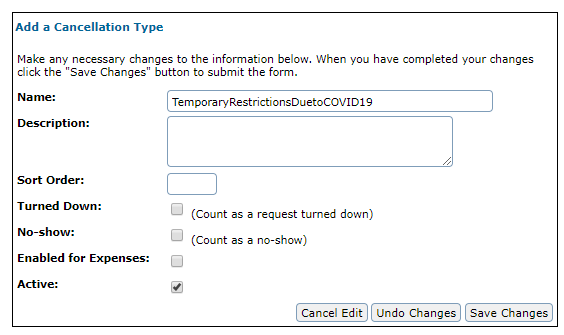 Add a Cancellation Type
Make any necessary changes to the information below. When you have completed your changes
click the "Save Changes" button to submit the form.
Name: TemporaryRestrictionsDuetoCOVID19
Description:
Sort Order:
Turned Down: (Count as a request turned down)
No-show: (Count as a no-show)
Enabled for Expenses:
Active:
Cancel Edit Undo Changes Save Changes